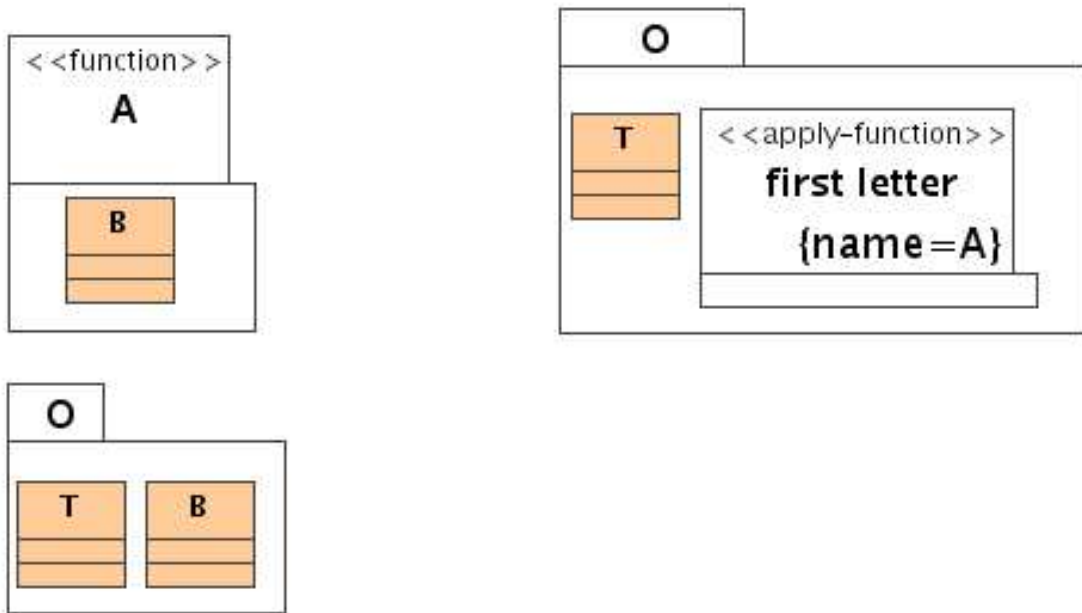 <<function>>
A
B
O
T
<<apply-function>>
first letter
{name=A}
O
T
B